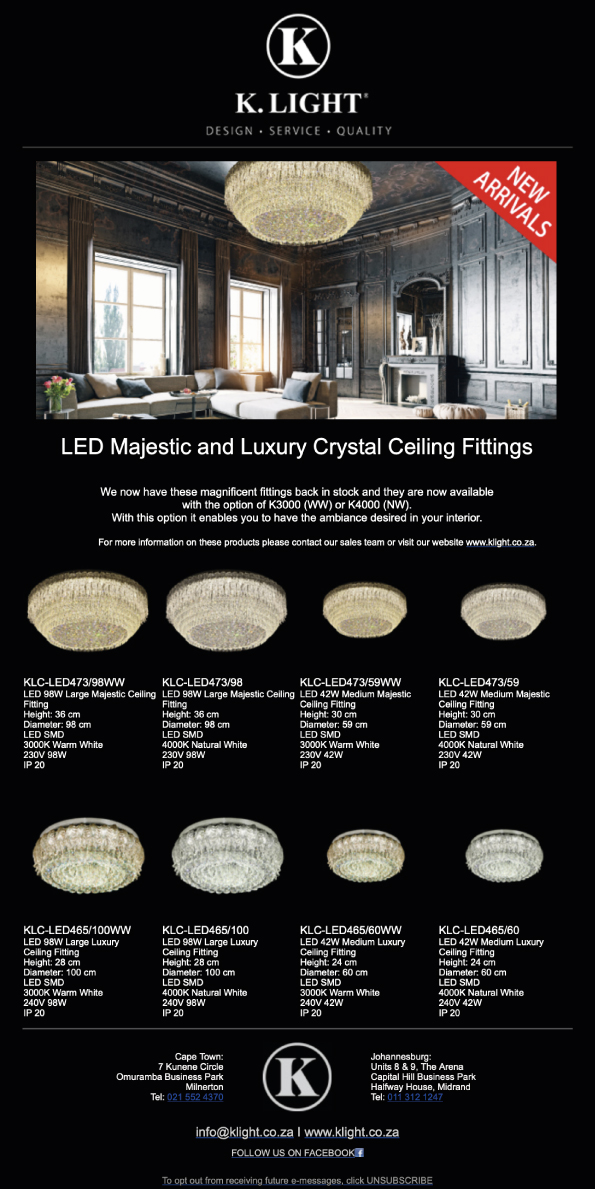 K
K. LIGHT®
DESIGN • SERVICE • QUALITY
NEW
ARRIVALS
LED Majestic and Luxury Crystal Ceiling Fittings
We now have these magnificent fittings back in stock and they are now available
with the option of K3000 (WW) or K4000 (NW).
With this option it enables you to have the ambiance desired in your interior.
For more information on these products please contact our sales team or visit our website www.klight.co.za.
KLC-LED473/98WW
LED 98W Large Majestic Ceiling
Fitting
Height: 36 cm
Diameter: 98 cm
LED SMD
3000K Warm White
230V 98W
IP 20
KLC-LED473/98
LED 98W Large Majestic Ceiling
Fitting
Height: 36 cm
Diameter: 98 cm
LED SMD
4000K Natural White
230V 98W
IP 20
KLC-LED473/59WW
LED 42W Medium Majestic
Ceiling Fitting
Height: 30 cm
Diameter: 59 cm
LED SMD
3000K Warm White
230V 42W
IP 20
KLC-LED473/59
LED 42W Medium Majestic
Ceiling Fitting
Height: 30 cm
Diameter: 59 cm
LED SMD
4000K Natural White
230V 42W
IP 20
KLC-LED465/100WW
LED 98W Large Luxury
Ceiling Fitting
Height: 28 cm
Diameter: 100 cm
LED SMD
3000K Warm White
240V 98W
IP 20
KLC-LED465/100
LED 98W Large Luxury
Ceiling Fitting
Height: 28 cm
Diameter: 100 cm
LED SMD
4000K Natural White
240V 98W
IP 20
KLC-LED465/60WW
LED 42W Medium Luxury
Ceiling Fitting
Height: 24 cm
Diameter: 60 cm
LED SMD
3000K Warm White
240V 42W
IP 20
KLC-LED465/60
LED 42W Medium Luxury
Ceiling Fitting
Height: 24 cm
Diameter: 60 cm
LED SMD
4000K Natural White
240V 42W
IP 20
Cape Town:
7 Kunene Circle
Omuramba Business Park
Milnerton
Tel: 021 552 4370
K
Johannesburg:
Units 8 & 9, The Arena
Capital Hill Business Park
Halfway House, Midrand
Tel: 011 312 1247
info@klight.co.za I www.klight.co.za
FOLLOW US ON FACEBOOK f
To opt out from receiving future e-messages, click UNSUBSCRIBE